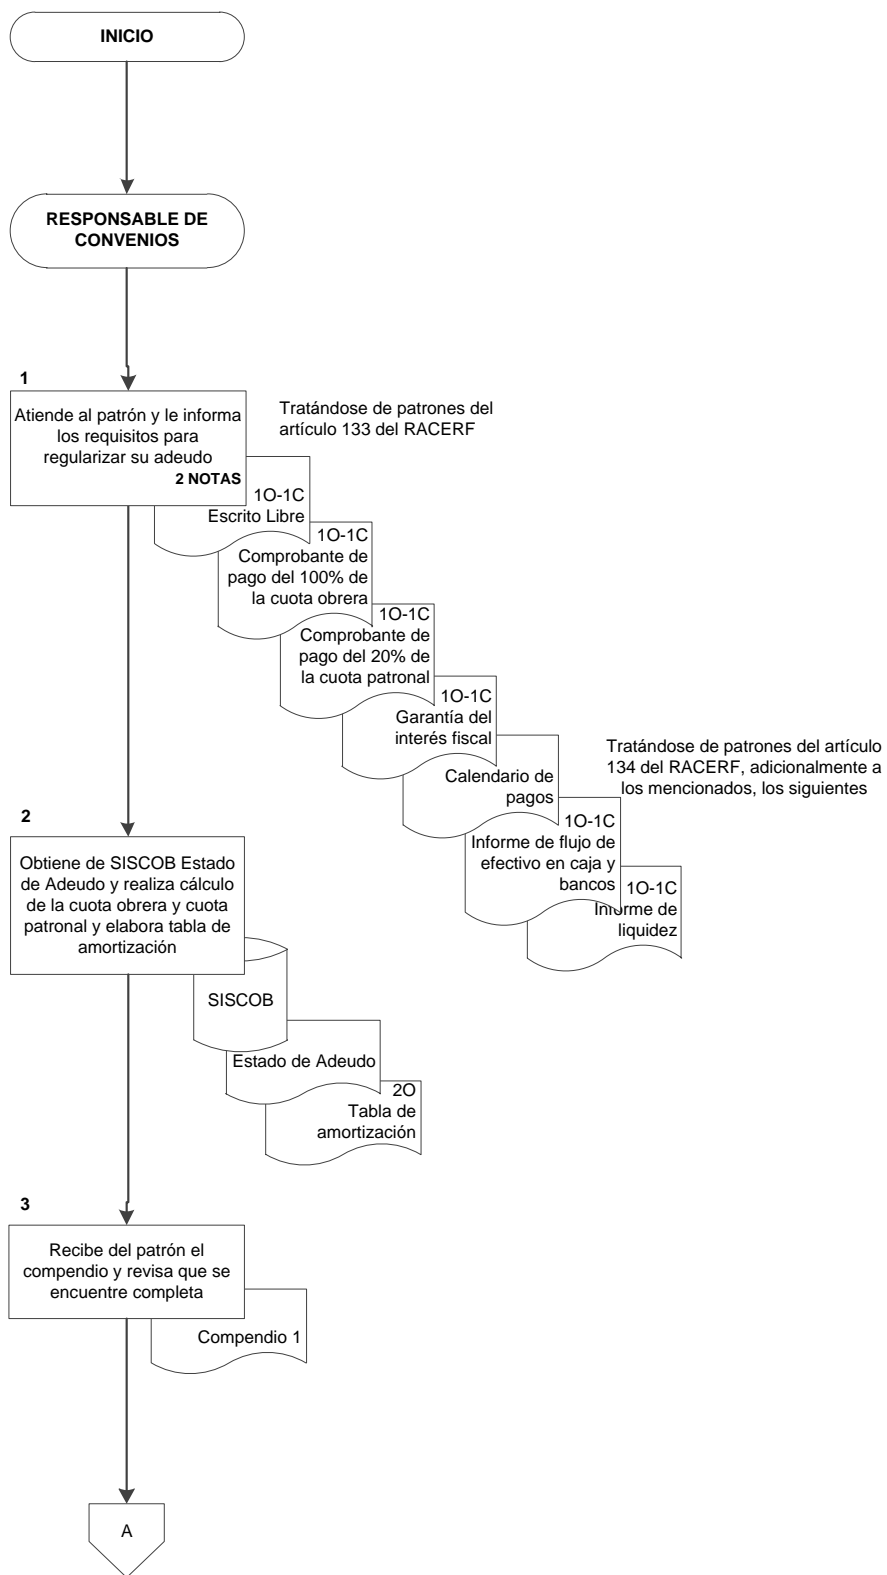 INICIO
RESPONSABLE DE
CONVENIOS
1
Atiende al patrón y le informa
los requisitos para
regularizar su adeudo
2 NOTAS
Tratándose de patrones del
artículo 133 del RACERF
1O-1C
Escrito Libre
1O-1C
Comprobante de
pago del 100% de
la cuota obrera
1O-1C
Comprobante de
pago del 20% de
la cuota patronal
1O-1C
Garantía del
interés fiscal
Calendario de
pagos
Tratándose de patrones del artículo
134 del RACERF, adicionalmente a
los mencionados, los siguientes
1O-1C
Informe de flujo de
efectivo en caja y
bancos
1O-1C
Informe de
liquidez
2
Obtiene de SISCOB Estado
de Adeudo y realiza cálculo
de la cuota obrera y cuota
patronal y elabora tabla de
amortización
SISCOB
Estado de Adeudo
2O
Tabla de
amortización
3
Recibe del patrón el
compendio y revisa que se
encuentre completa
Compendio 1
A